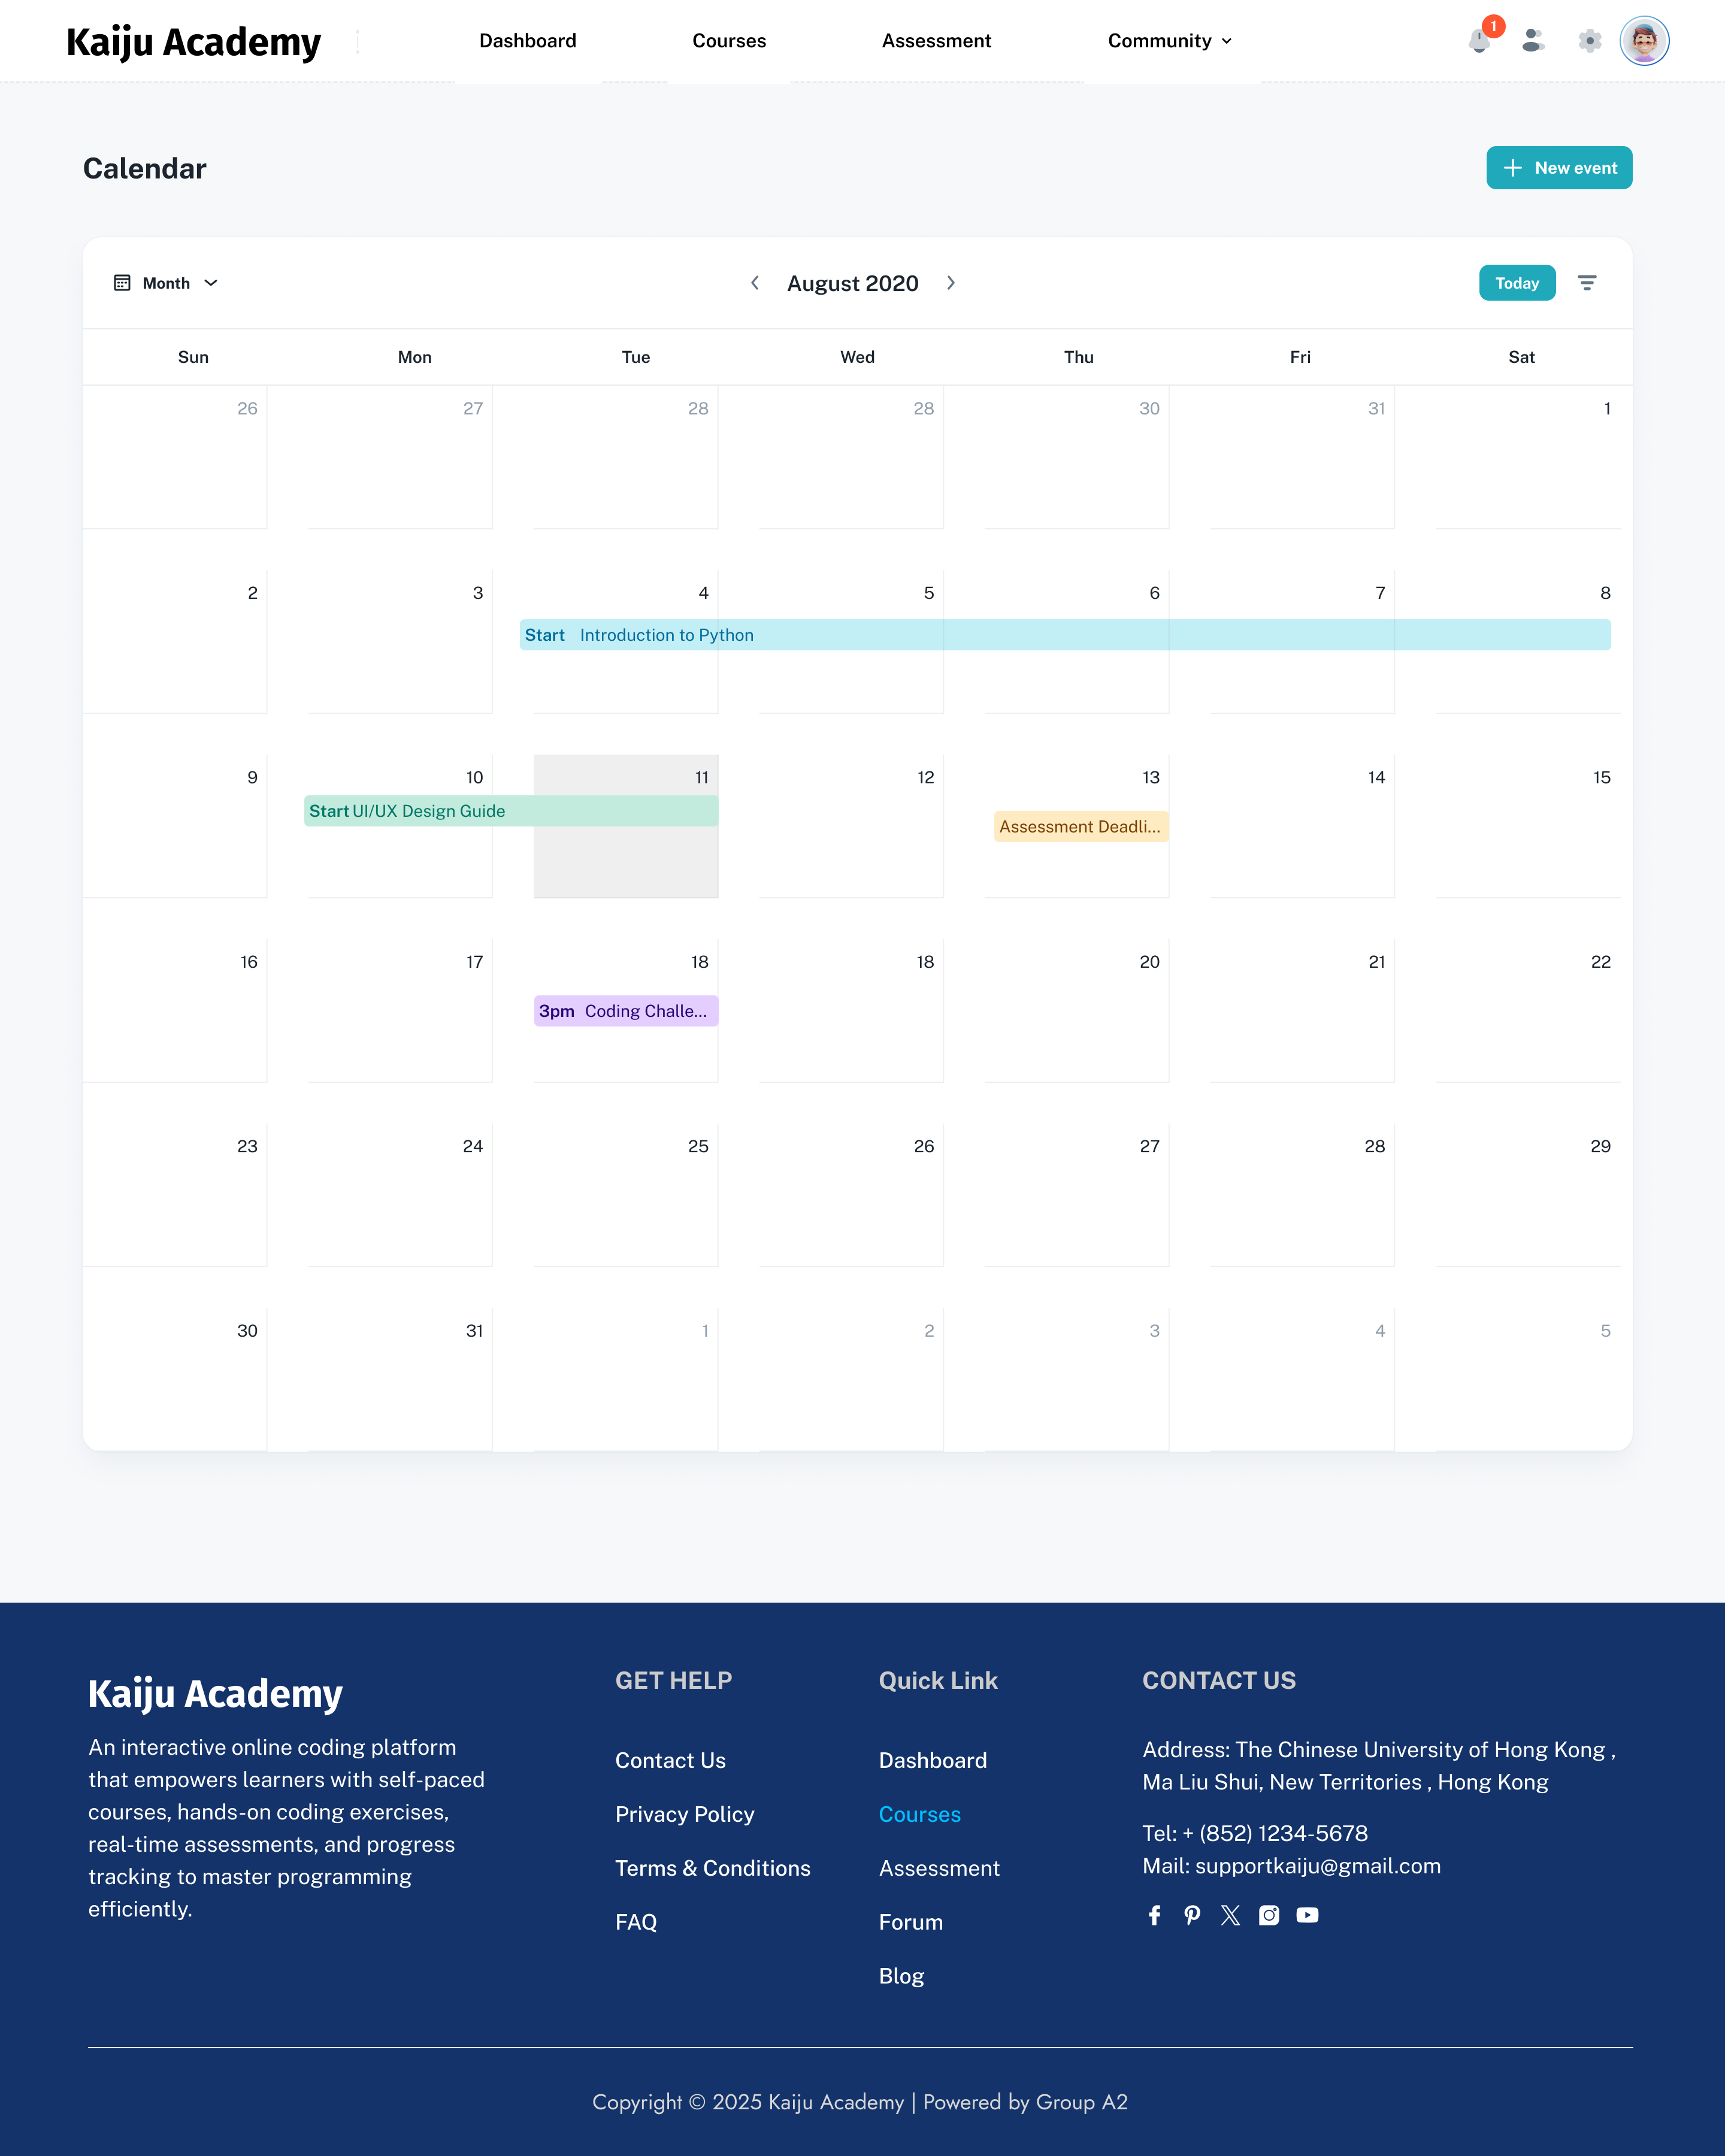 Kaiju Academy
Dashboard
Courses
Assessment
Community
1
Calendar
New event
Month
August 2020
Today
Sun Mon Tue Wed Thu Fri Sat
26 27 28 28 30 31 1
2 3 4 5 6 7 8
Start Introduction to Python
9 10 11 12 13 14 15
Start UI/UX Design Guide
Assessment Deadli...
16 17 18 18 20 21 22
3pm Coding Challe...
23 24 25 26 27 28 29
30 31 1 2 3 4 5
Kaiju Academy
An interactive online coding platform
that empowers learners with self-paced
courses, hands-on coding exercises,
real-time assessments, and progress
tracking to master programming
efficiently.
GET HELP
Contact Us
Privacy Policy
Terms & Conditions
FAQ
Quick Link
Dashboard
Courses
Assessment
Forum
Blog
CONTACT US
Address: The Chinese University of Hong Kong ,
Ma Liu Shui, New Territories , Hong Kong
Tel: + (852) 1234-5678
Mail: supportkaiju@gmail.com
Copyright © 2025 Kaiju Academy | Powered by Group A2